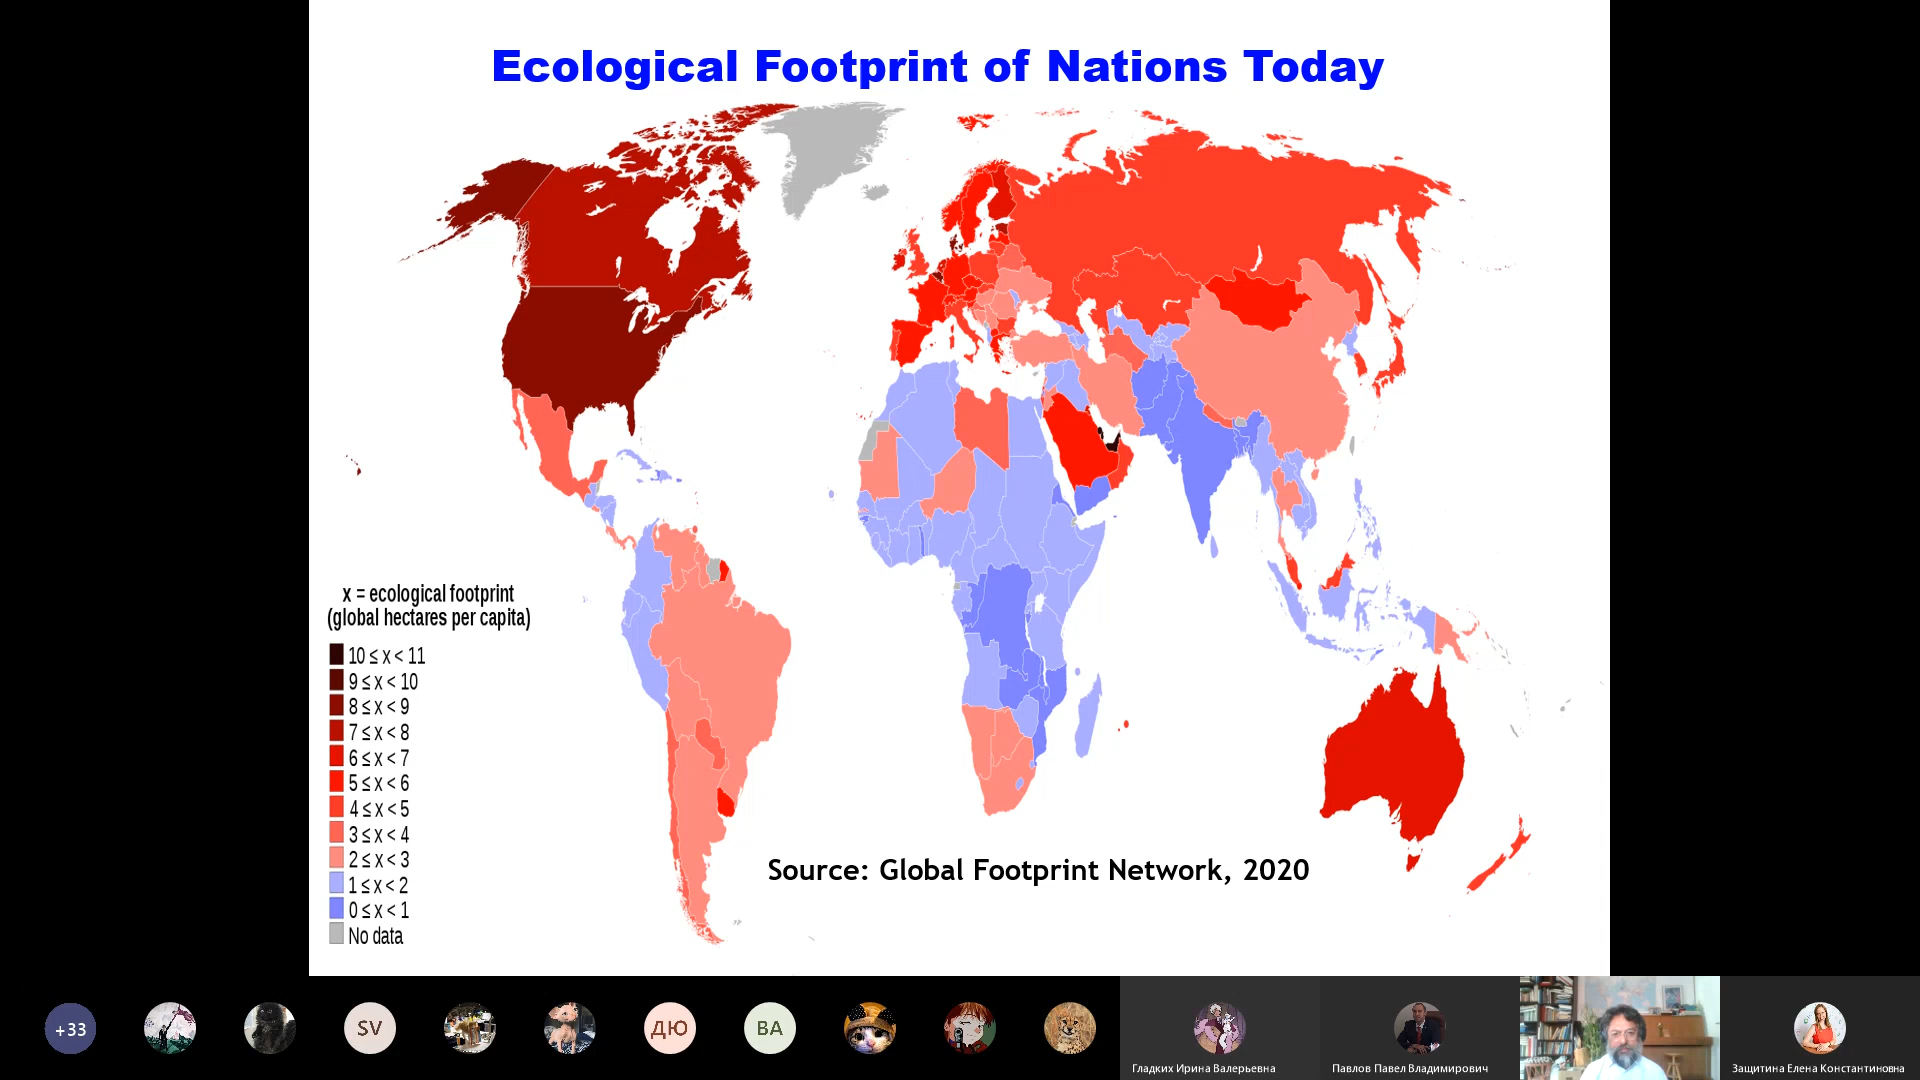 Ecological Footprint of Nations Today
x = ecological footprint
(global hectares per capita)
10 ≤ x < 11
9 ≤ x < 10
8 ≤ x < 9
7 ≤ x < 8
6 ≤ x < 7
5 ≤ x < 6
4 ≤ x < 5
3 ≤ x < 4
2 ≤ x < 3
1 ≤ x < 2
0 ≤ x < 1
No data
Source: Global Footprint Network, 2020
+33
SV
ДЮ
ВА
Гладких Ирина Валерьевна
Павлов Павел Владимирович
Защитина Елена Константиновна